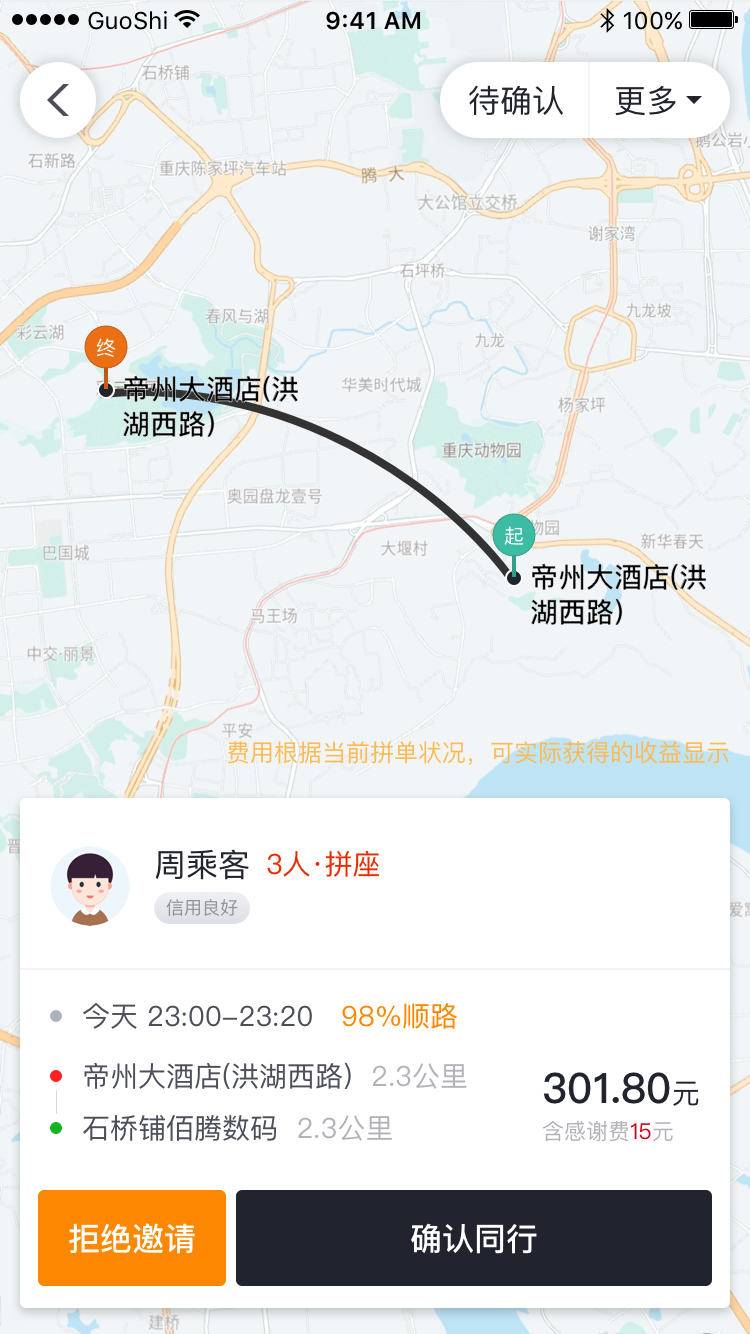 GuoShi
9:41 AM
100%
石桥铺
待确认
更多
鹅公岩
石新路
重庆陈家坪汽车站
腾 大
大公馆立交桥
谢家湾
石坪桥
彩云湖
春风与湖
九龙坡
终
九龙
帝州大酒店(洪
湖西路)
华美时代城
杨家坪
重庆动物园
奥园盘龙壹号
起
物园
巴国城
大堰村
新华春天
帝州大酒店(洪
湖西路)
马王场
中交·丽景
平安
费用根据当前拼单状况，可实际获得的收益显示
周乘客 3人·拼座
信用良好
今天 23:00-23:20 98%顺路
帝州大酒店(洪湖西路) 2.3公里
301.80元
石桥铺佰腾数码 2.3公里
含感谢费15元
拒绝邀请
确认同行
建桥